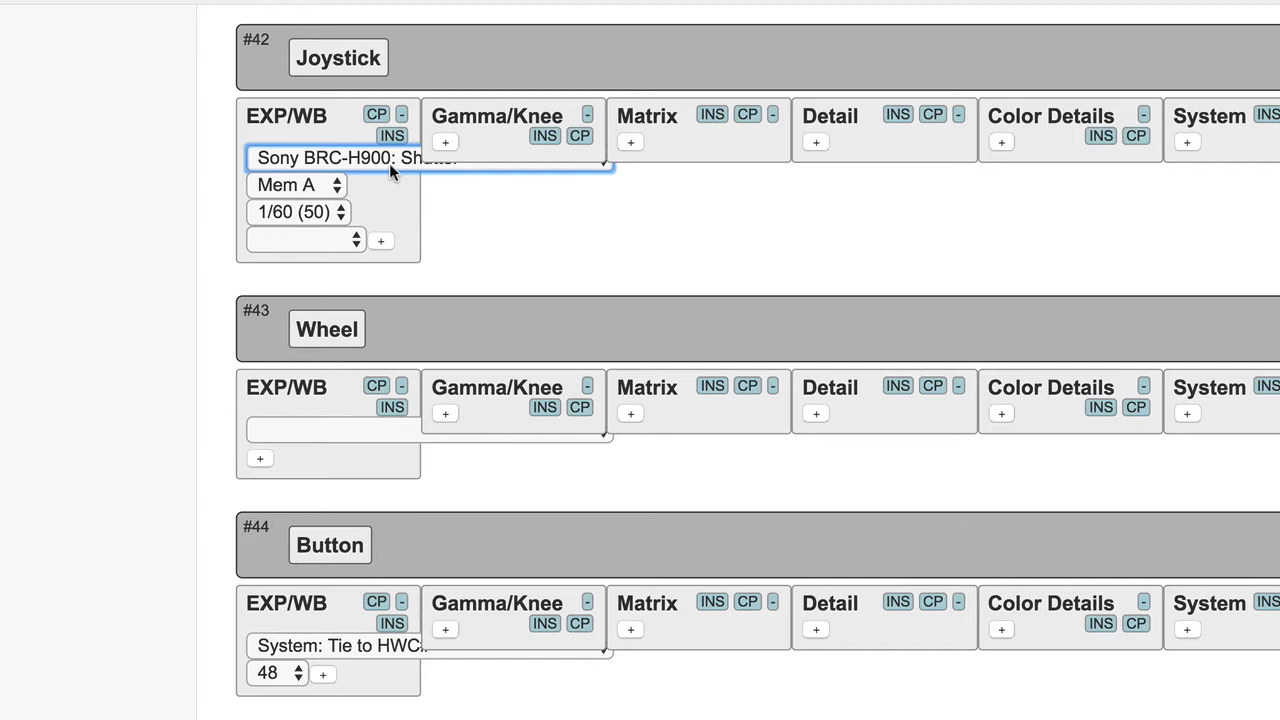 #42
Joystick
EXP/WB CP - Gamma/Knee - Matrix INS CP - Detail INS CP - Color Details - System INS
INS INS CP INS CP
+ + + + +
Sony BRC-H900: Shutter
Mem A
1/60 (50)
+
#43
Wheel
EXP/WB CP - Gamma/Knee - Matrix INS CP - Detail INS CP - Color Details - System INS
INS INS CP INS CP
+ + + + +
+
#44
Button
EXP/WB CP - Gamma/Knee - Matrix INS CP - Detail INS CP - Color Details - System INS
INS INS CP INS CP
+ + + + +
System: Tie to HWC:
48 +